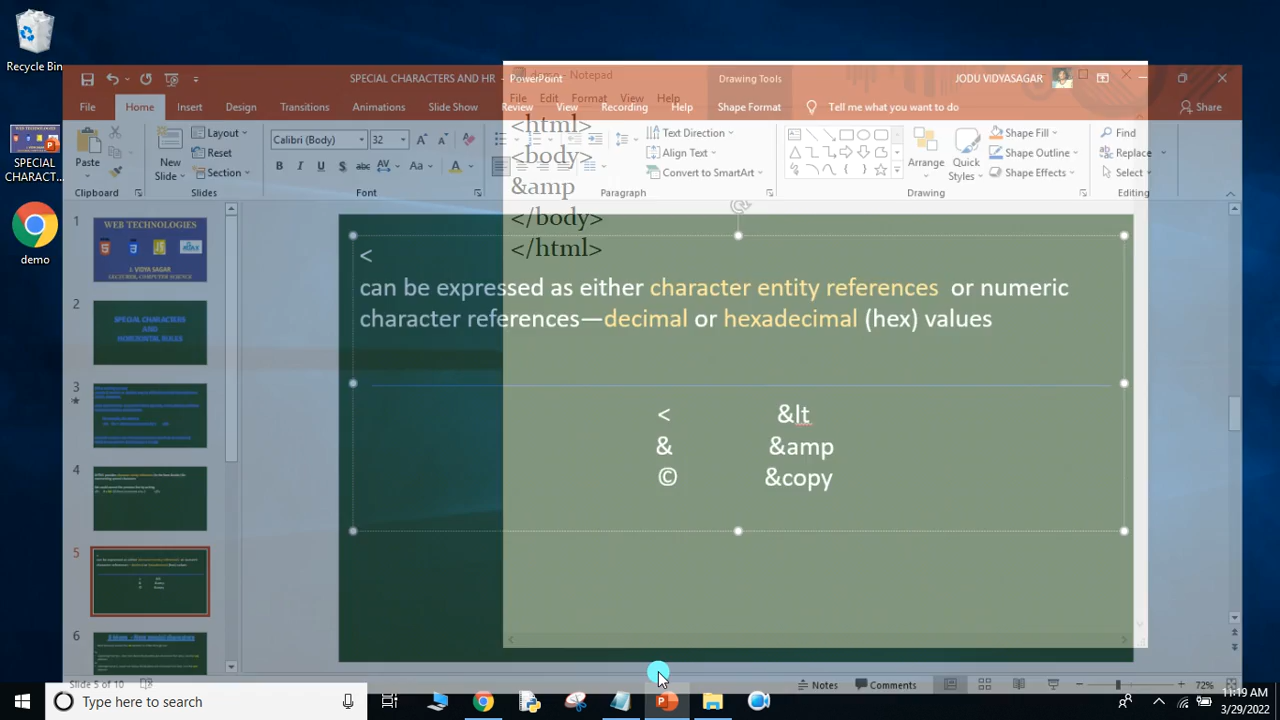 Recycle Bin
SPECIAL
CHARACT...
demo
SPECIAL CHARACTERS AND HR
PowerPoint
Notepad
Drawing Tools
JODU VIDYASAGAR
File
Home
Insert
Design
Transitions
Animations
Slide Show
Review
View
Recording
Help
Shape Format
Tell me what you want to do
Share
File Edit Format View Help
Paste
Clipboard
New
Slide
Layout
Reset
Section
Slides
Calibri (Body)
32
Font
Text Direction
Align Text
Convert to SmartArt
Paragraph
Arrange
Quick
Styles
Shape Fill
Shape Outline
Shape Effects
Drawing
Find
Replace
Select
Editing
<html>
<body>
&amp
</body>
</html>
1
WEB TECHNOLOGIES
J. VIDYA SAGAR
LECTURER, COMPUTER SCIENCE
2
SPECIAL CHARACTERS
AND
HORIZONTAL RULES
3
4
5
6
<
can be expressed as either character entity references or numeric
character references—decimal or hexadecimal (hex) values
< &lt
& &amp
© &copy
Slide 5 of 10
Notes
Comments
72%
Type here to search
11:19 AM
3/29/2022